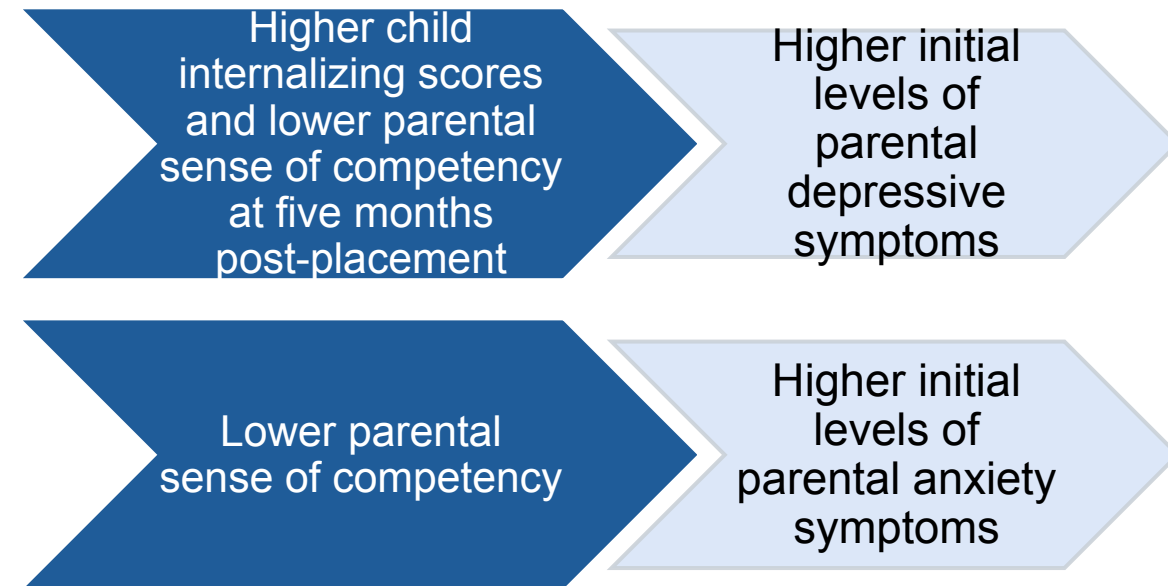 Higher child
internalizing scores
and lower parental
sense of competency
at five months
post-placement
Higher initial
levels of
parental
depressive
symptoms
Lower parental
sense of competency
Higher initial
levels of
parental anxiety
symptoms